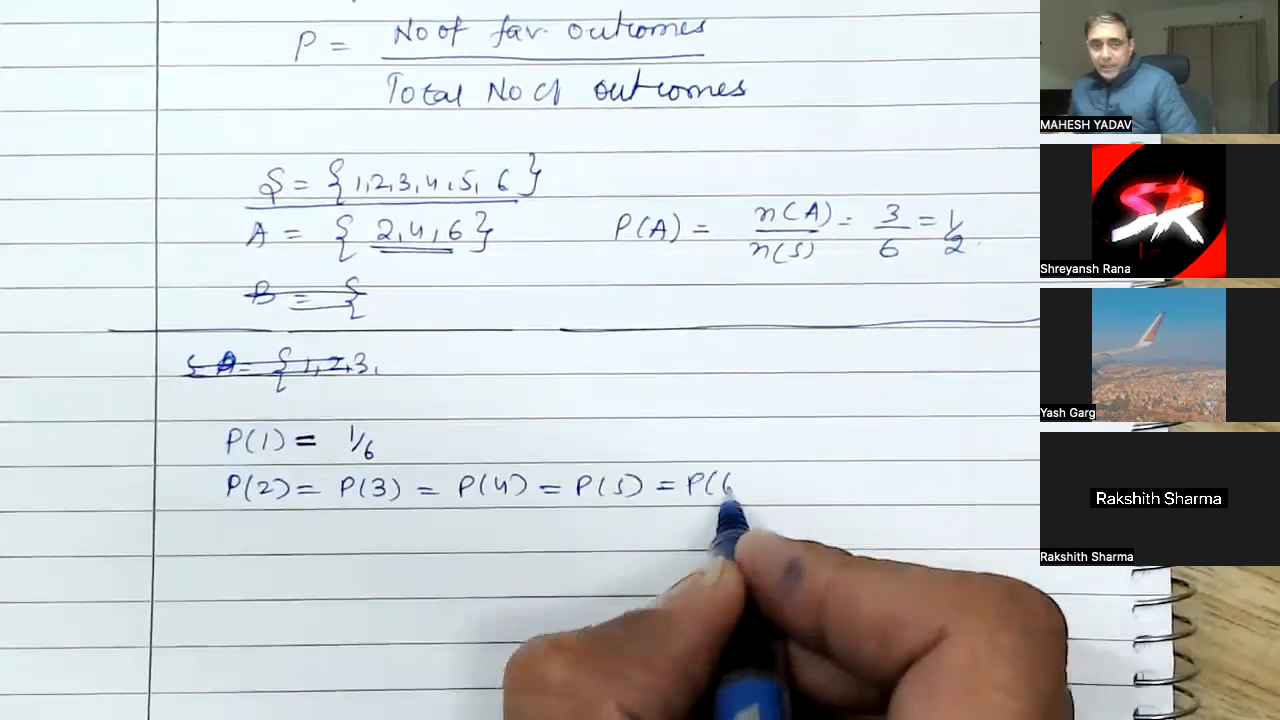 P = No of fav. outcomes
Total No of outcomes
S = {1,2,3,4,5,6}
A = {2,4,6} P(A) = n(A)/n(S) = 3/6 = 1/2
B = {
A = {1,2,3,
P(1) = 1/6
P(2) = P(3) = P(4) = P(5) = P(6
MAHESH YADAV
SR
Shreyansh Rana
Yash Garg
Rakshith Sharma
Rakshith Sharma